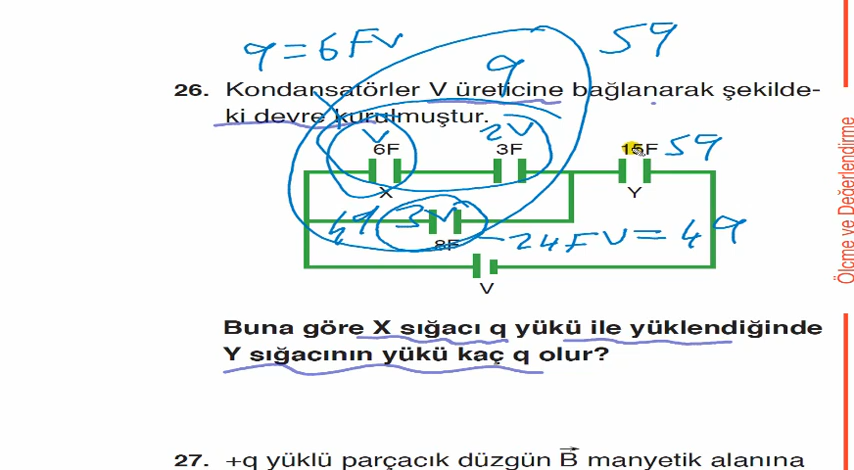 q = 6FV
5q
q
26. Kondansatörler V üreticine bağlanarak şekilde-
ki devre kurulmuştur.
V 2V
6F 3F 15F 5q
X Y
4q 3V
8F 24FV = 4q
V
Buna göre X sığacı q yükü ile yüklendiğinde
Y sığacının yükü kaç q olur?
27. +q yüklü parçacık düzgün B⃗ manyetik alanına
Ölçme ve Değerlendirme